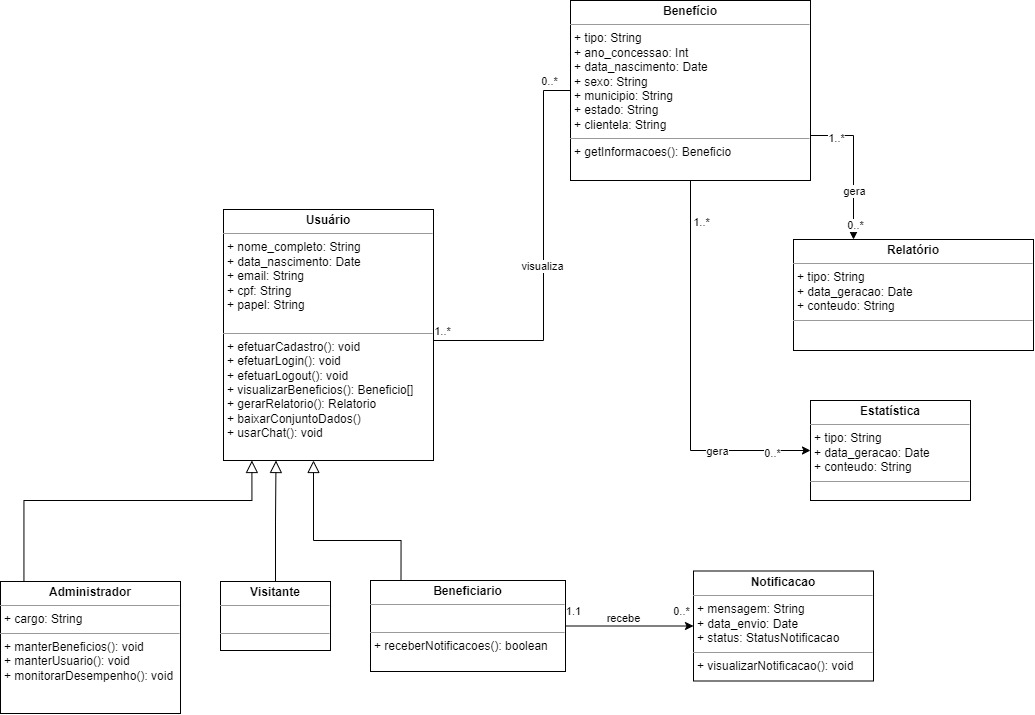 Benefício
+ tipo: String
+ ano_concessao: Int
+ data_nascimento: Date
+ sexo: String
+ municipio: String
+ estado: String
+ clientela: String
+ getInformacoes(): Beneficio
0..*
visualiza
1..*
1..*
gera
0..*
Relatório
+ tipo: String
+ data_geracao: Date
+ conteudo: String
1..*
gera
0..*
Estatística
+ tipo: String
+ data_geracao: Date
+ conteudo: String
Usuário
+ nome_completo: String
+ data_nascimento: Date
+ email: String
+ cpf: String
+ papel: String
+ efetuarCadastro(): void
+ efetuarLogin(): void
+ efetuarLogout(): void
+ visualizarBeneficios(): Beneficio[]
+ gerarRelatorio(): Relatorio
+ baixarConjuntoDados()
+ usarChat(): void
Administrador
+ cargo: String
+ manterBeneficios(): void
+ manterUsuario(): void
+ monitorarDesempenho(): void
Visitante
Beneficiario
+ receberNotificacoes(): boolean
1.1
recebe
0..*
Notificacao
+ mensagem: String
+ data_envio: Date
+ status: StatusNotificacao
+ visualizarNotificacao(): void